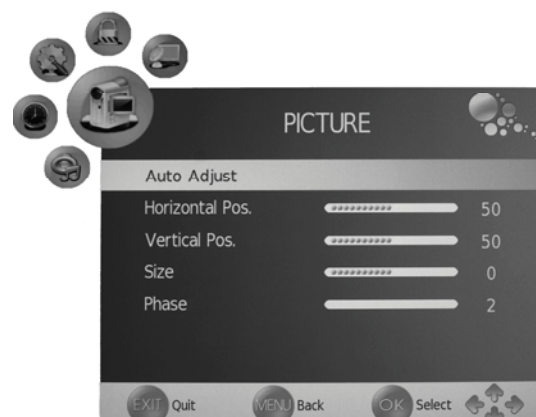 PICTURE
Auto Adjust
Horizontal Pos. 50
Vertical Pos. 50
Size 0
Phase 2
EXIT Quit MENU Back OK Select